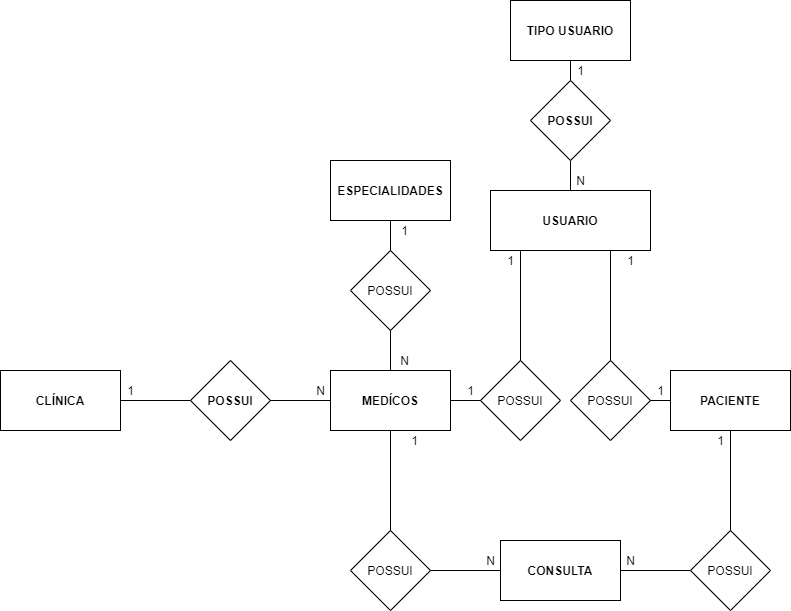 TIPO USUARIO
1
POSSUI
N
ESPECIALIDADES
USUARIO
1
1
1
POSSUI
N
CLÍNICA
1
POSSUI
N
MEDÍCOS
1
POSSUI
POSSUI
1
PACIENTE
1
1
POSSUI
N
CONSULTA
N
POSSUI